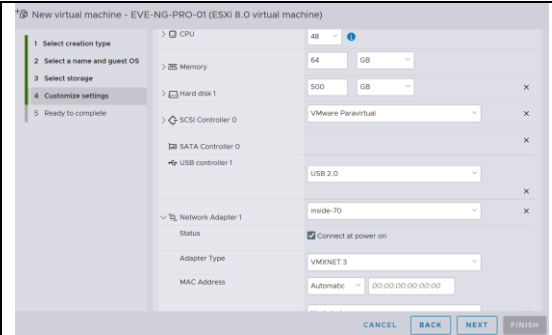 New virtual machine - EVE-NG-PRO-01 (ESXi 8.0 virtual machine)
1 Select creation type
2 Select a name and guest OS
3 Select storage
4 Customize settings
5 Ready to complete
CPU 48
Memory 64 GB
Hard disk 1 500 GB
SCSI Controller 0 VMware Paravirtual
SATA Controller 0
USB controller 1
USB 2.0
Network Adapter 1 inside-70
Status Connect at power on
Adapter Type VMXNET 3
MAC Address Automatic 00:00:00:00:00:00
CANCEL BACK NEXT FINISH